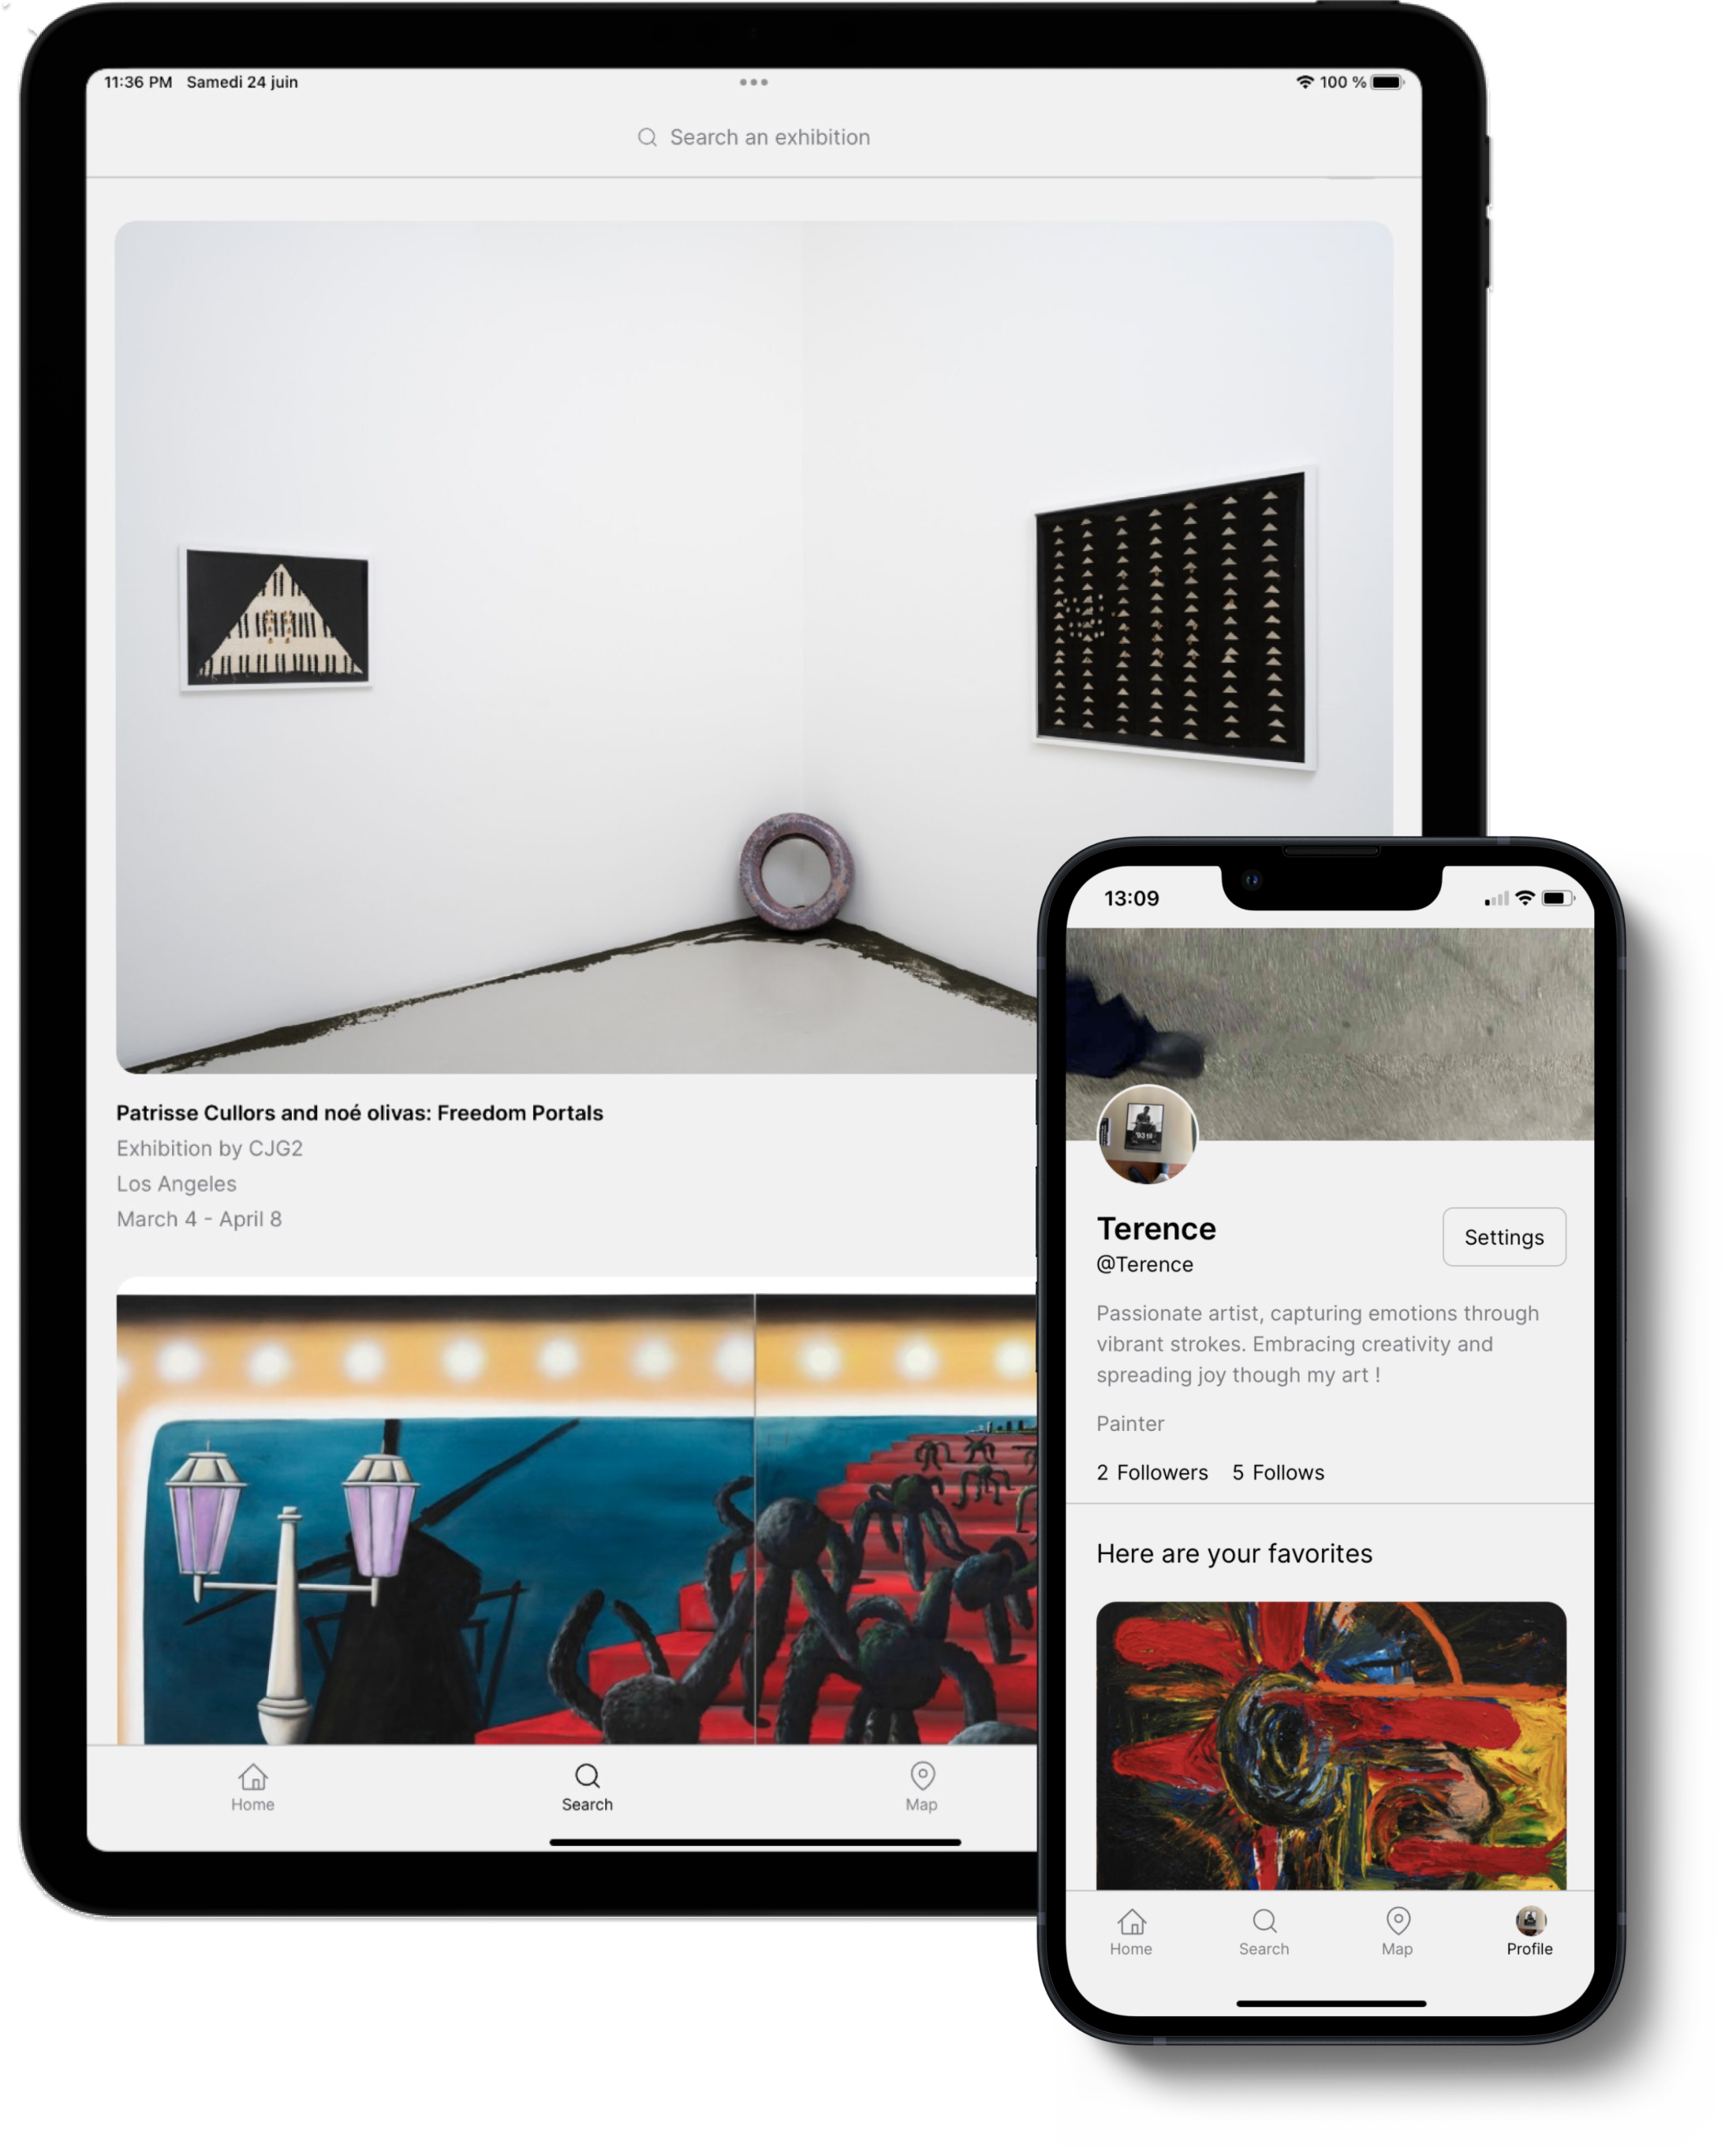 11:36 PM Samedi 24 juin
100 %
Search an exhibition
Patrisse Cullors and noé olivas: Freedom Portals
Exhibition by CJG2
Los Angeles
March 4 - April 8
Home
Search
Map
13:09
'93 til
Terence
Settings
@Terence
Passionate artist, capturing emotions through
vibrant strokes. Embracing creativity and
spreading joy though my art !
Painter
2 Followers 5 Follows
Here are your favorites
Home
Search
Map
Profile